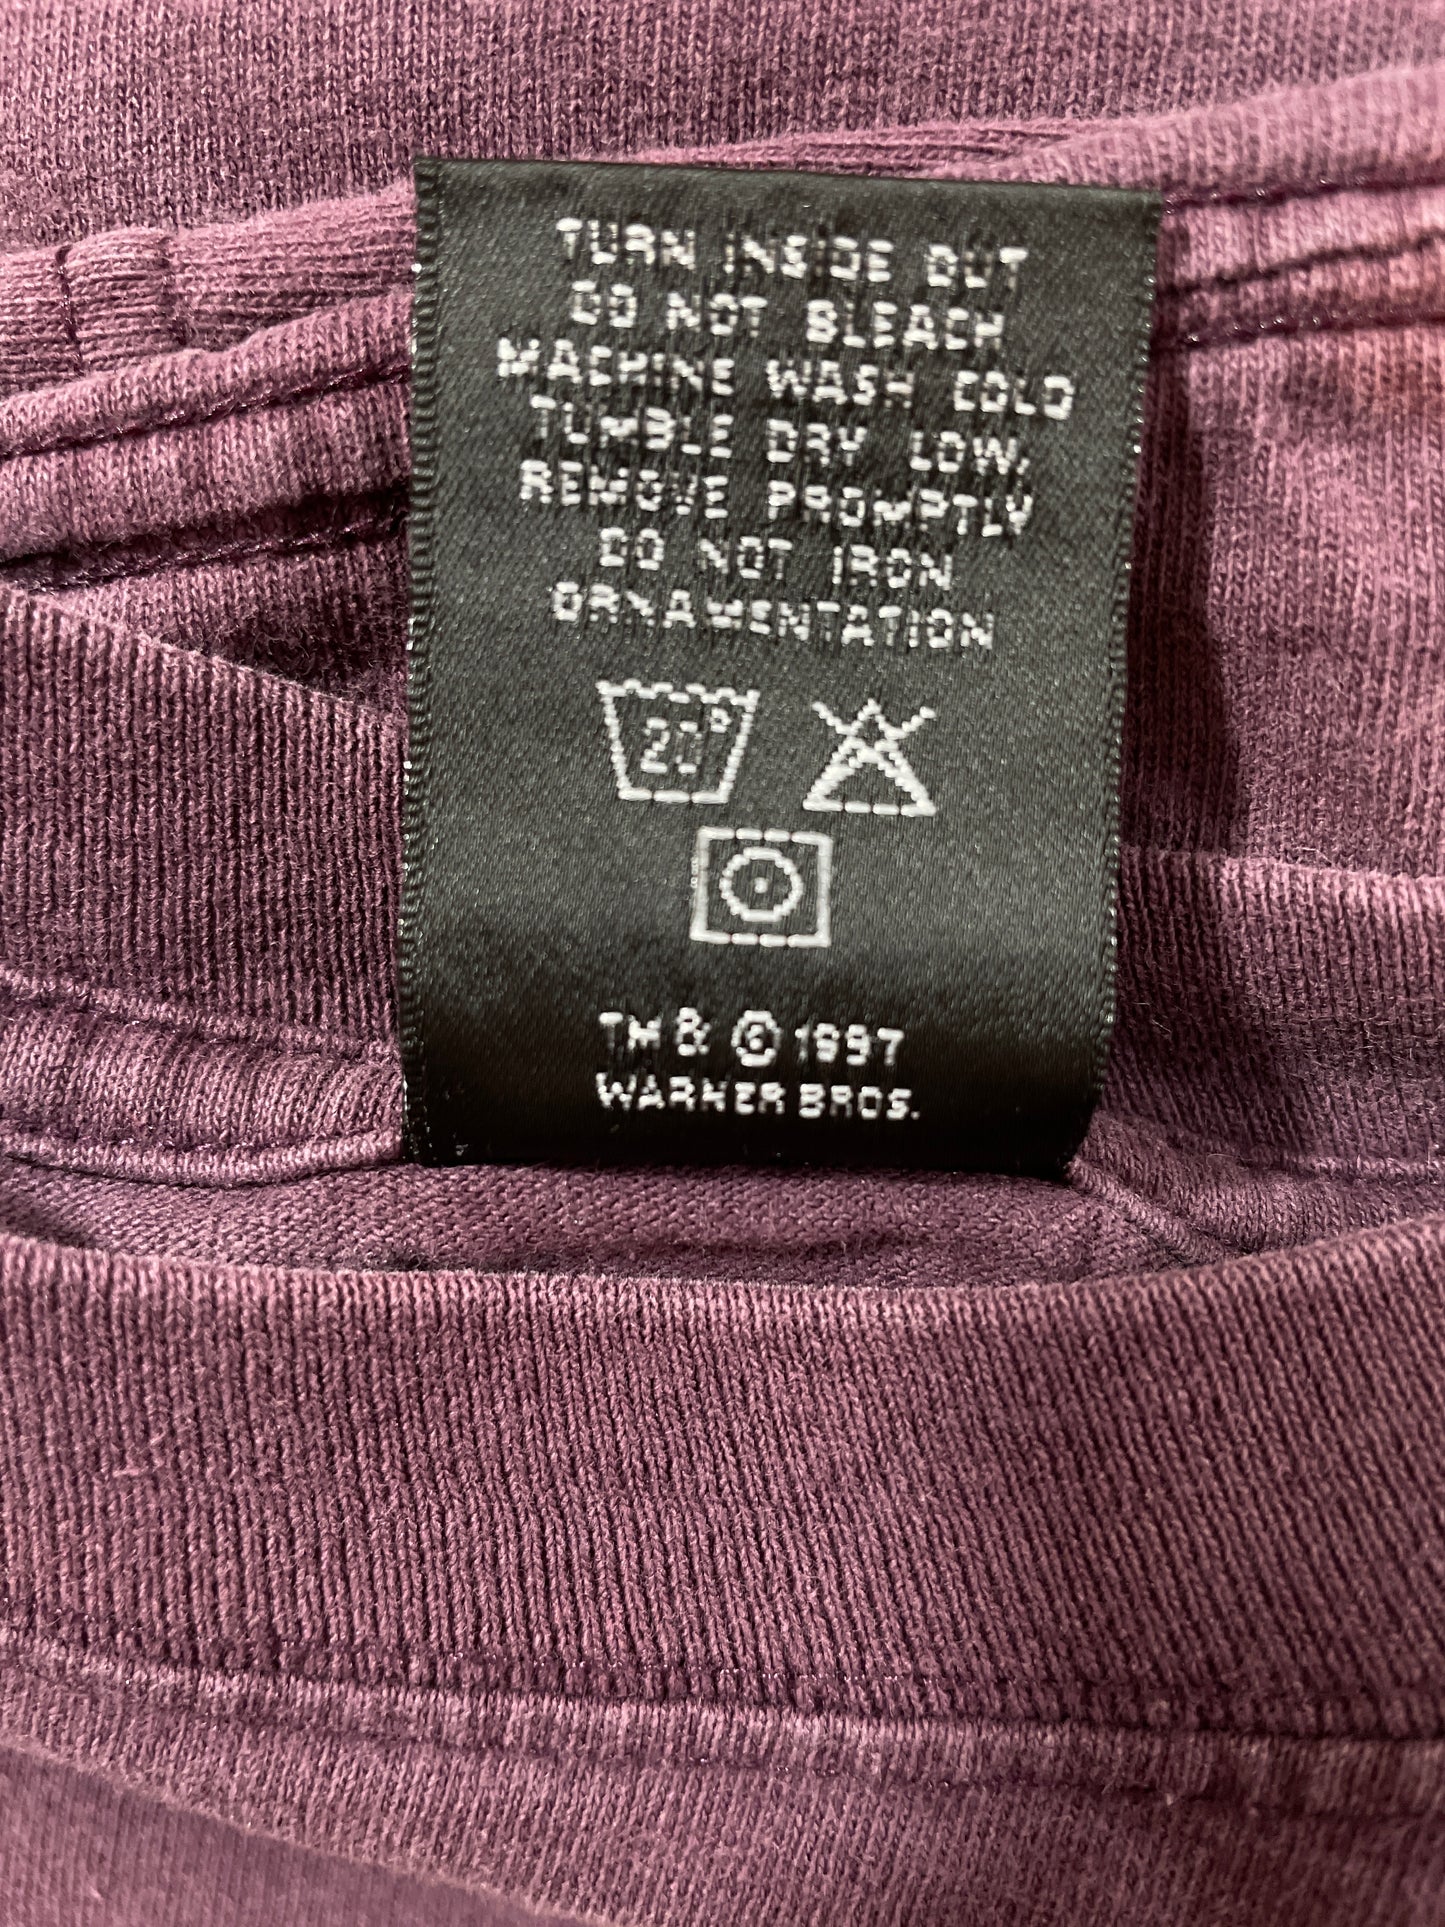 TURN INSIDE OUT
DO NOT BLEACH
MACHINE WASH COLD
TUMBLE DRY LOW,
REMOVE PROMPTLY
DO NOT IRON
ORNAMENTATION
20°
TM & © 1997
WARNER BROS.